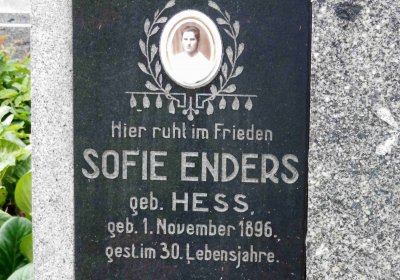 Hier ruht im Frieden
SOFIE ENDERS
geb. HESS,
geb. 1. November 1896.
gest. im 30. Lebensjahre.